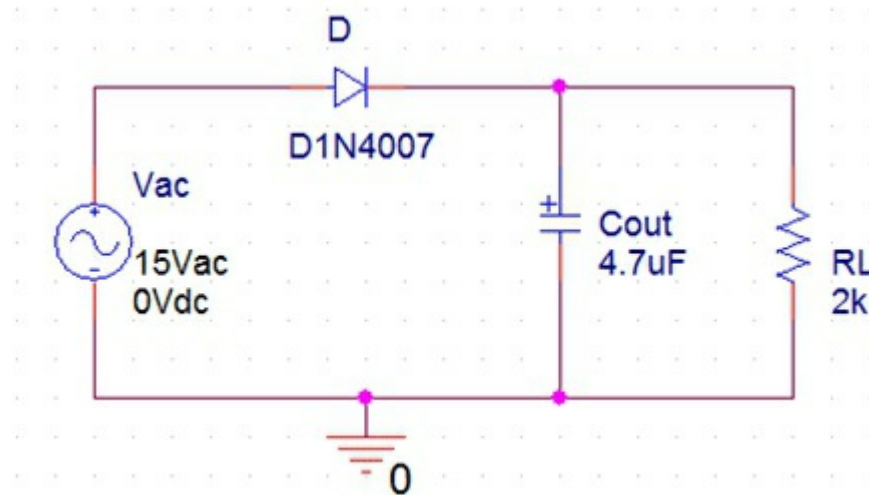 D
D1N4007
Vac
15Vac
0Vdc
+
Cout
4.7uF
RL
2k
0